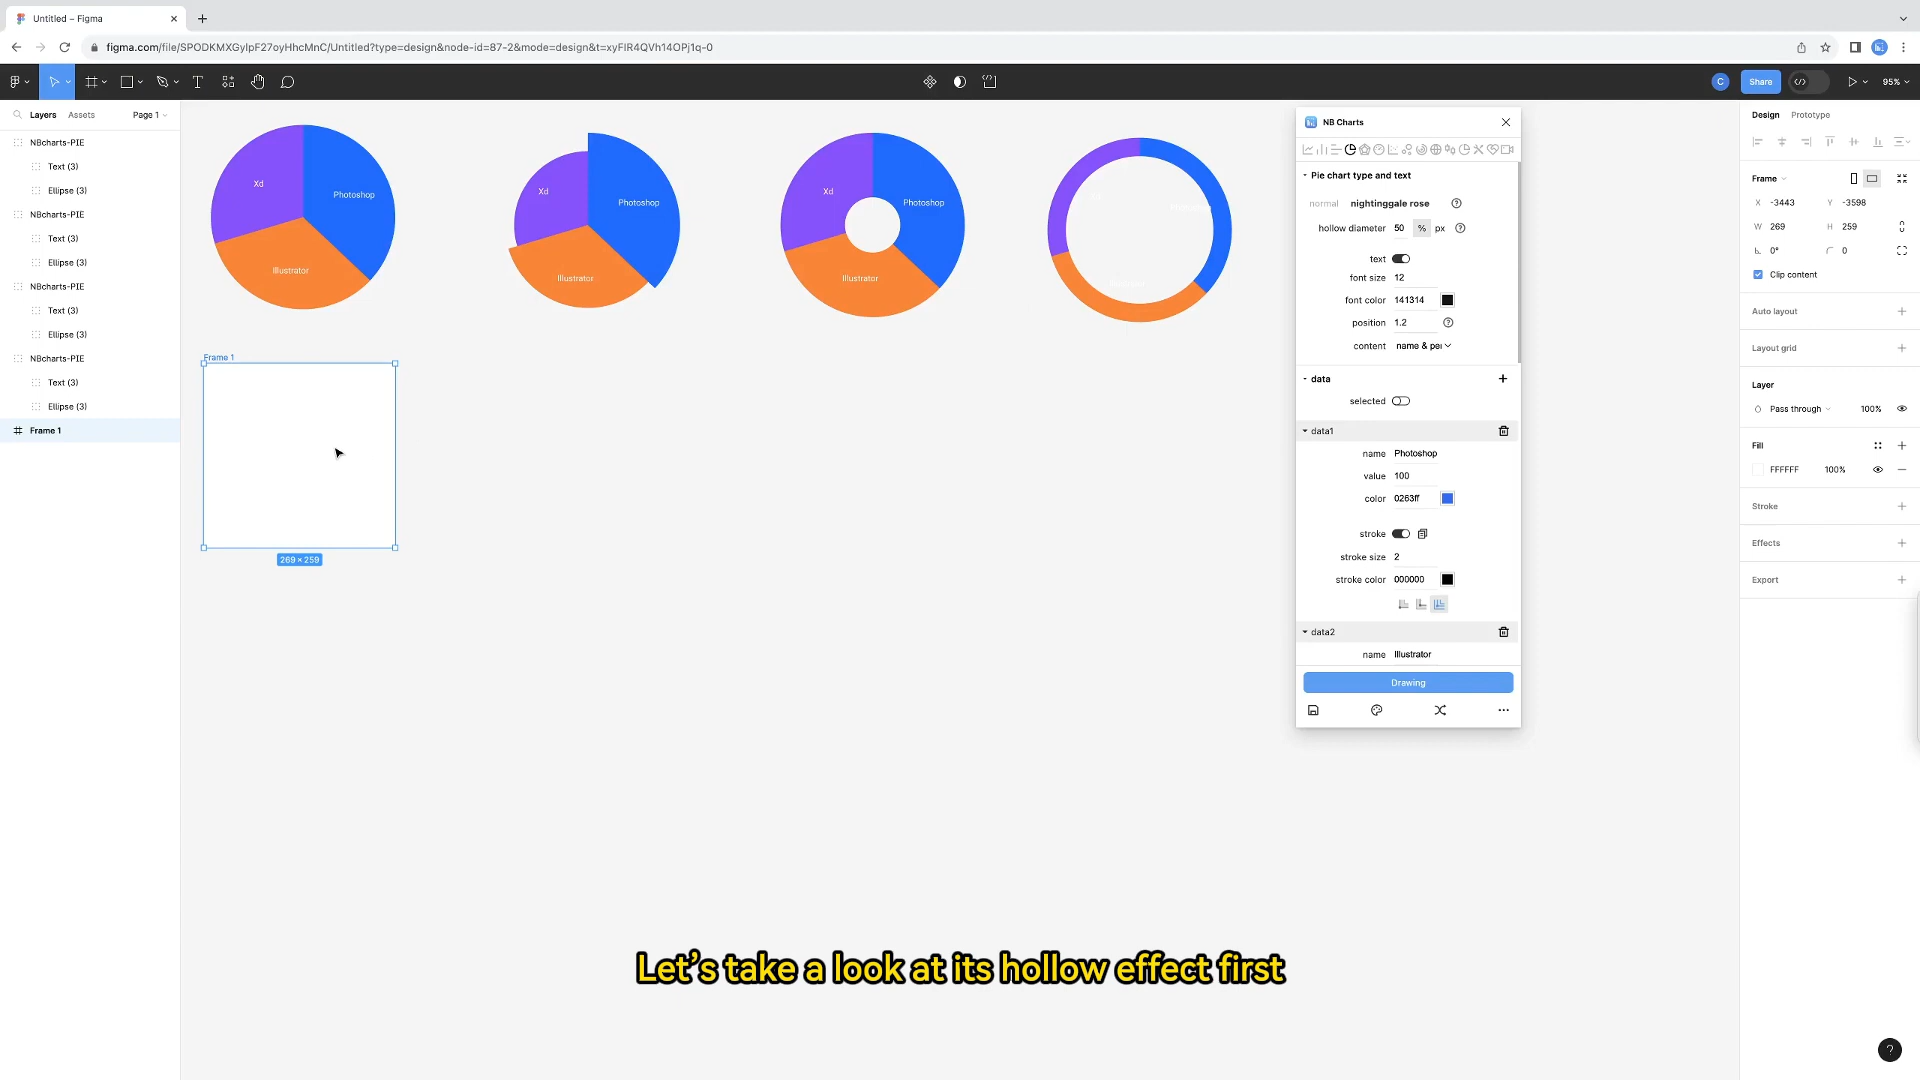 Untitled – Figma
figma.com/file/SPODKMXGylpF27oyHhcMnC/Untitled?type=design&node-id=87-2&mode=design&t=xyFIR4QVh14OPj1q-0
C
Share
95%
Layers
Assets
Page 1
NBcharts-PIE
Text (3)
Ellipse (3)
NBcharts-PIE
Text (3)
Ellipse (3)
NBcharts-PIE
Text (3)
Ellipse (3)
NBcharts-PIE
Text (3)
Ellipse (3)
Frame 1
Xd
Photoshop
Illustrator
Xd
Photoshop
Illustrator
Xd
Photoshop
Illustrator
Frame 1
269 × 259
NB Charts
Pie chart type and text
normal
nightinggale rose
hollow diameter
50
%
px
text
font size
12
font color
141314
position
1.2
content
name & per
data
selected
data1
name
Photoshop
value
100
color
0263ff
stroke
stroke size
2
stroke color
000000
data2
name
Illustrator
Drawing
Design
Prototype
Frame
X
-3443
Y
-3598
W
269
H
259
0°
0
Clip content
Auto layout
Layout grid
Layer
Pass through
100%
Fill
FFFFFF
100%
Stroke
Effects
Export
Let's take a look at its hollow effect first
?